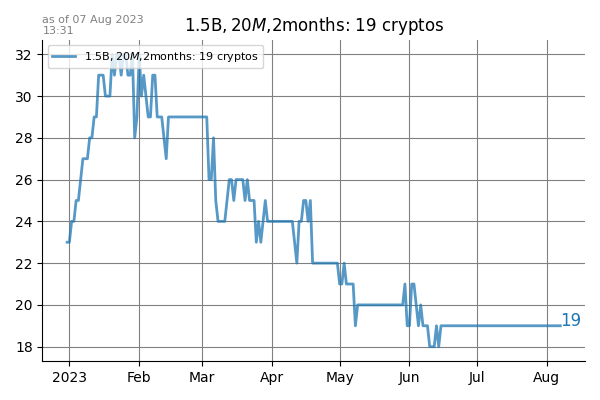 as of 07 Aug 2023
13:31
1.5B, 20M,2months: 19 cryptos
1.5B, 20M,2months: 19 cryptos
32
30
28
26
24
22
20
18
19
2023 Feb Mar Apr May Jun Jul Aug